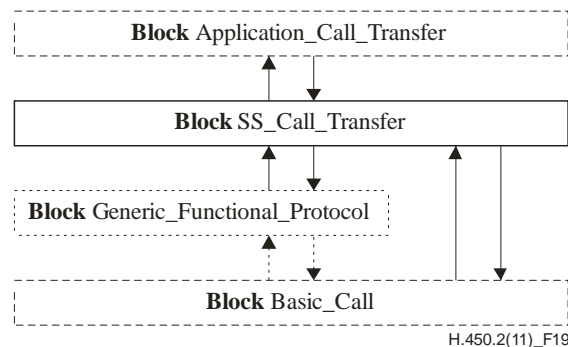 Block Application_Call_Transfer
Block SS_Call_Transfer
Block Generic_Functional_Protocol
Block Basic_Call
H.450.2(11)_F19